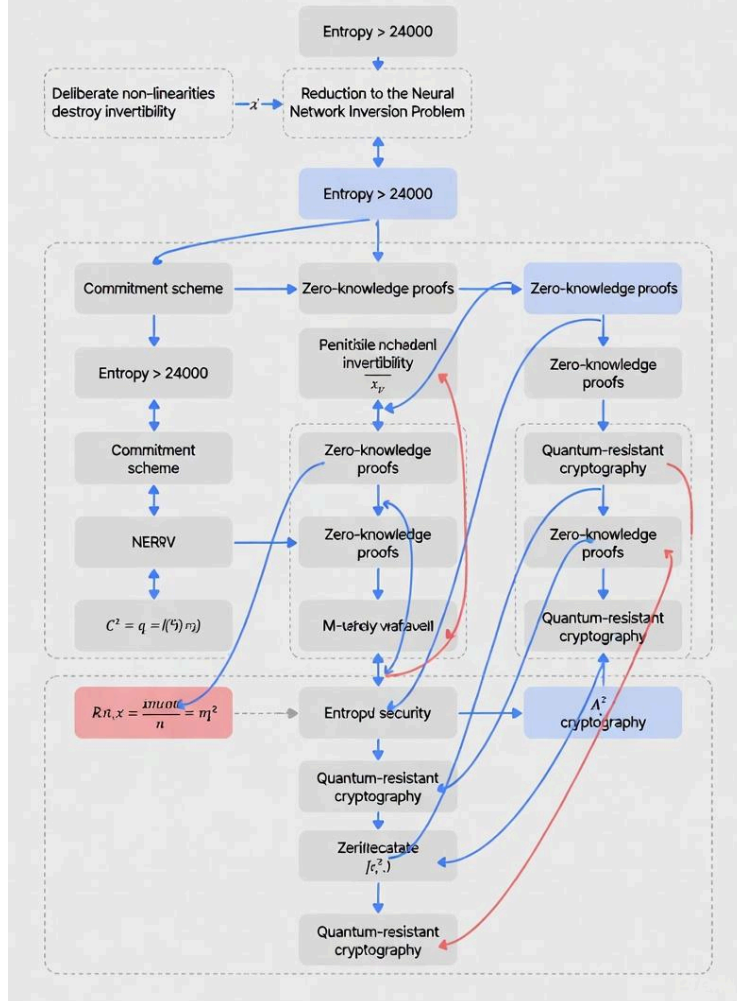 Entropy > 24000
Deliberate non-linearities
destroy invertibility
Reduction to the Neural
Network Inversion Problem
Entropy > 24000
Commitment scheme
Zero-knowledge proofs
Zero-knowledge proofs
Entropy > 24000
invertibility
Zero-knowledge
proofs
Commitment
scheme
Zero-knowledge
proofs
Quantum-resistant
cryptography
Zero-knowledge
proofs
Zero-knowledge
proofs
Quantum-resistant
cryptography
security
cryptography
Quantum-resistant
cryptography
Quantum-resistant
cryptography